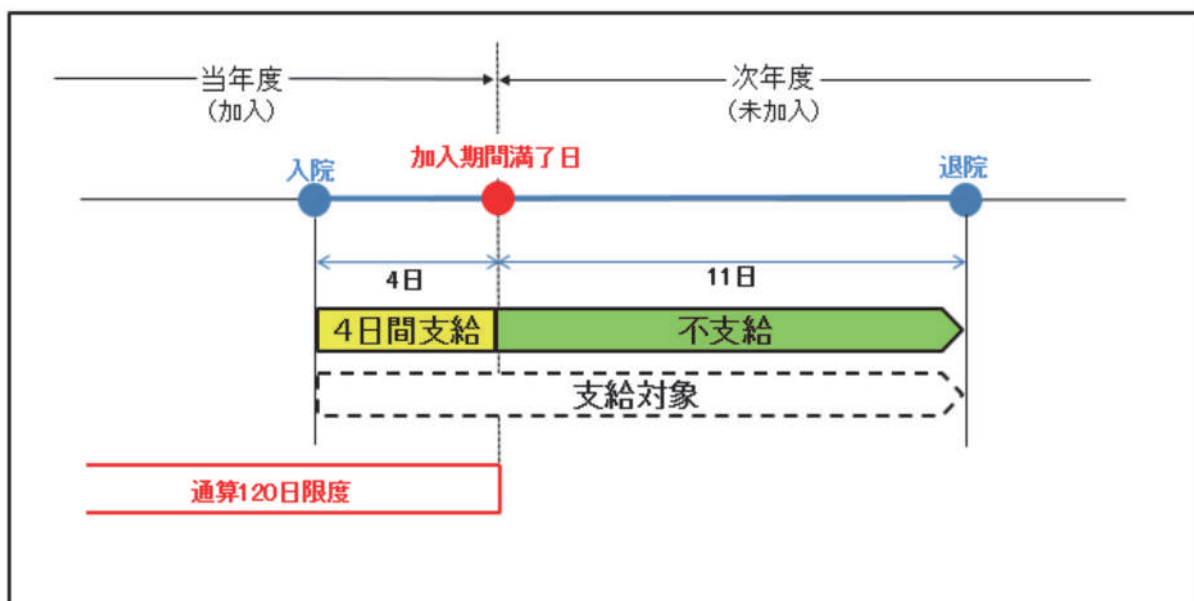 当年度
(加入)
次年度
(未加入)
加入期間満了日
入院
退院
4日
11日
4日間支給
不支給
支給対象
通算120日限度